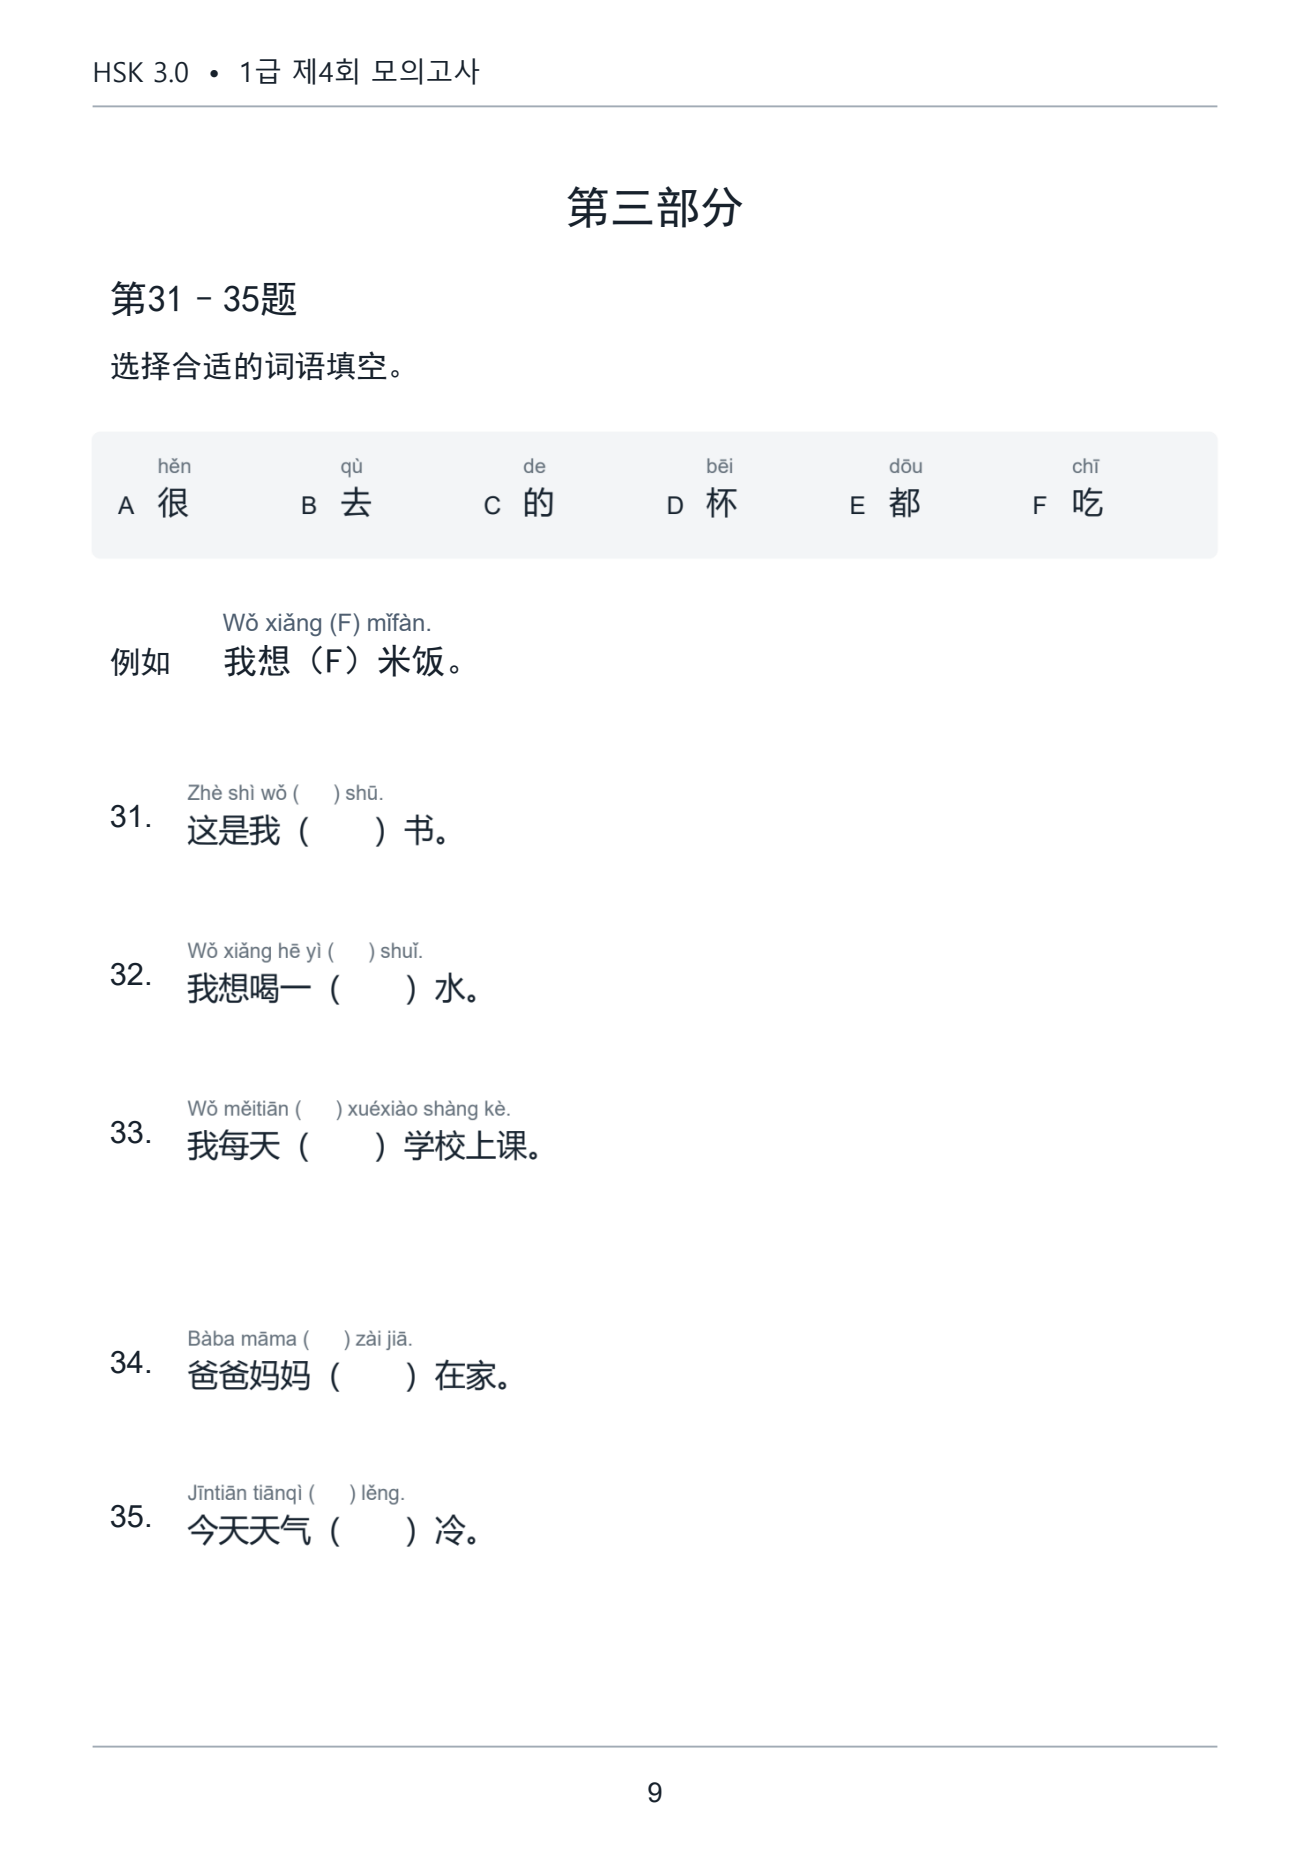 HSK 3.0 • 1급 제4회 모의고사
第三部分
第31－35题
选择合适的词语填空。
hěn qù de bēi dōu chī
A 很 B 去 C 的 D 杯 E 都 F 吃
Wǒ xiǎng (F) mǐfàn.
例如 我想（F）米饭。
Zhè shì wǒ ( ) shū.
31. 这是我（ ）书。
Wǒ xiǎng hē yì ( ) shuǐ.
32. 我想喝一（ ）水。
Wǒ měitiān ( ) xuéxiào shàng kè.
33. 我每天（ ）学校上课。
Bàba māma ( ) zài jiā.
34. 爸爸妈妈（ ）在家。
Jīntiān tiānqì ( ) lěng.
35. 今天天气（ ）冷。
9